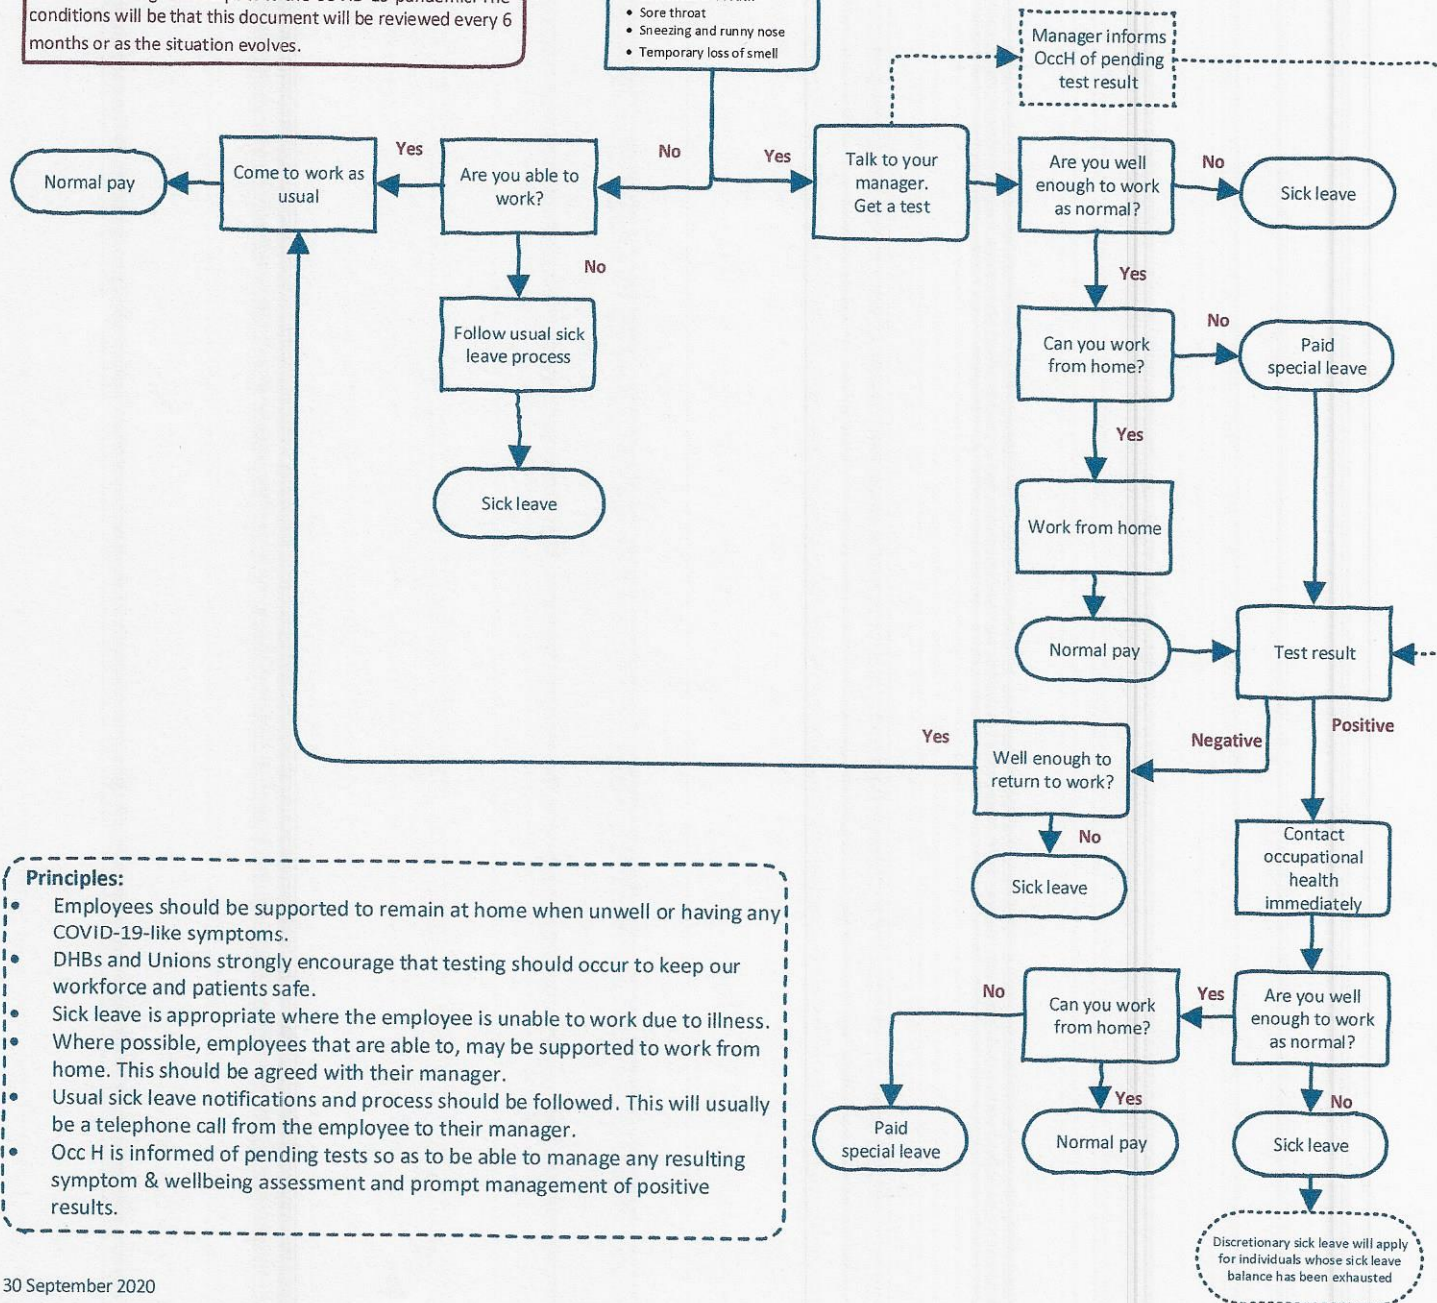 conditions will be that this document will be reviewed every 6
months or as the situation evolves.
• Sore throat
• Sneezing and runny nose
• Temporary loss of smell
Manager informs
OccH of pending
test result
Normal pay
Come to work as
usual
Yes
Are you able to
work?
No
Yes
Talk to your
manager.
Get a test
Are you well
enough to work
as normal?
No
Sick leave
No
Yes
Follow usual sick
leave process
Can you work
from home?
No
Paid
special leave
Yes
Sick leave
Work from home
Normal pay
Test result
Yes
Well enough to
return to work?
Negative
Positive
No
Sick leave
Contact
occupational
health
immediately
Principles:
• Employees should be supported to remain at home when unwell or having any
COVID-19-like symptoms.
• DHBs and Unions strongly encourage that testing should occur to keep our
workforce and patients safe.
• Sick leave is appropriate where the employee is unable to work due to illness.
• Where possible, employees that are able to, may be supported to work from
home. This should be agreed with their manager.
• Usual sick leave notifications and process should be followed. This will usually
be a telephone call from the employee to their manager.
• Occ H is informed of pending tests so as to be able to manage any resulting
symptom & wellbeing assessment and prompt management of positive
results.
No
Can you work
from home?
Yes
Are you well
enough to work
as normal?
Yes
No
Paid
special leave
Normal pay
Sick leave
Discretionary sick leave will apply
for individuals whose sick leave
balance has been exhausted
30 September 2020